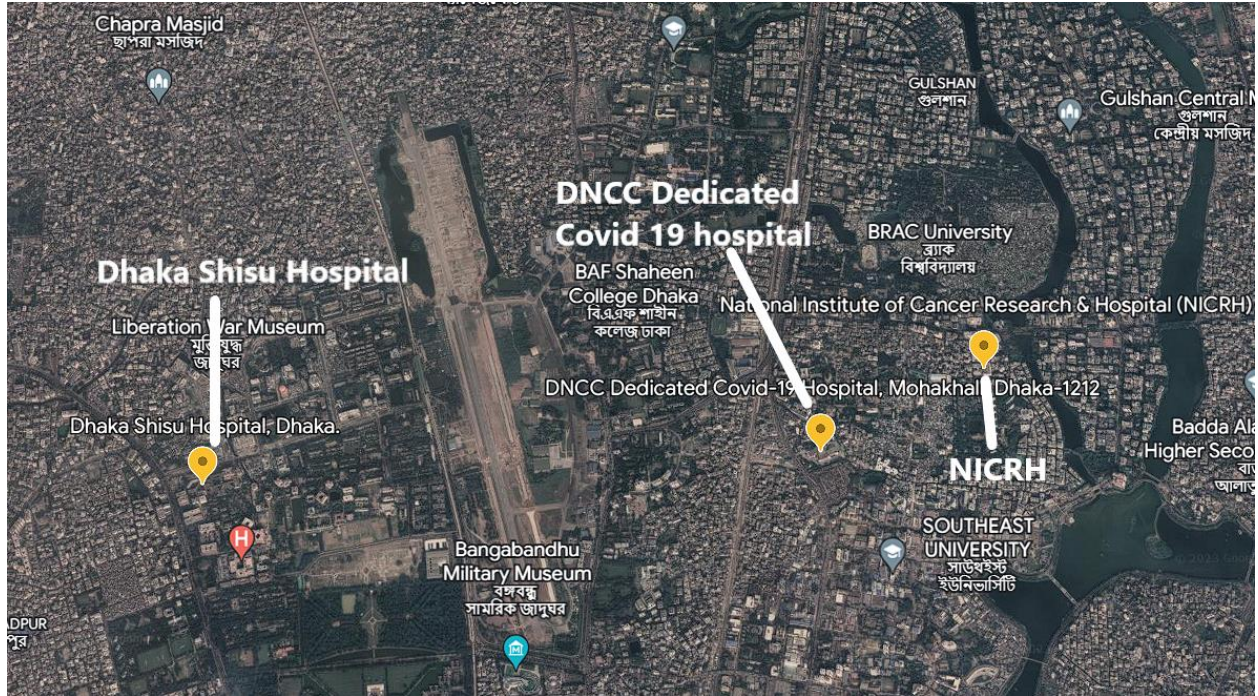 Chapra Masjid
ছাপরা মসজিদ
GULSHAN
গুলশান
Gulshan Central M
গুলশান
কেন্দ্রীয় মসজিদ
DNCC Dedicated
Covid 19 hospital
BRAC University
ব্র্যাক
বিশ্ববিদ্যালয়
Dhaka Shisu Hospital
BAF Shaheen
College Dhaka
বিএএফ শাহীন
কলেজ ঢাকা
National Institute of Cancer Research & Hospital (NICRH)
Liberation War Museum
মুক্তিযুদ্ধ
জাদুঘর
DNCC Dedicated Covid-19 Hospital, Mohakhali, Dhaka-1212
Dhaka Shisu Hospital, Dhaka.
Badda Ala
Higher Seco
NICRH
H
SOUTHEAST
UNIVERSITY
সাউথইস্ট
ইউনিভার্সিটি
Bangabandhu
Military Museum
বঙ্গবন্ধু
সামরিক জাদুঘর
ADPUR
পুর
M